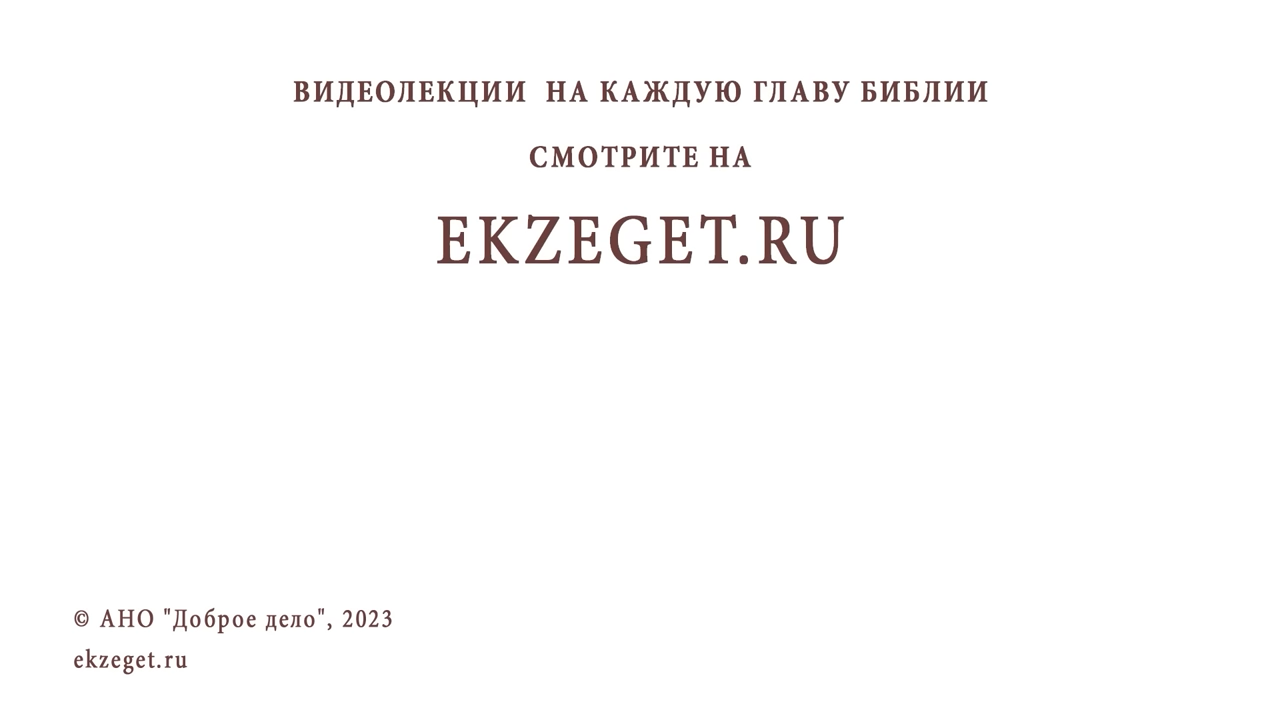 ВИДЕОЛЕКЦИИ НА КАЖДУЮ ГЛАВУ БИБЛИИ
СМОТРИТЕ НА
EKZEGET.RU
© АНО "Доброе дело", 2023
ekzeget.ru